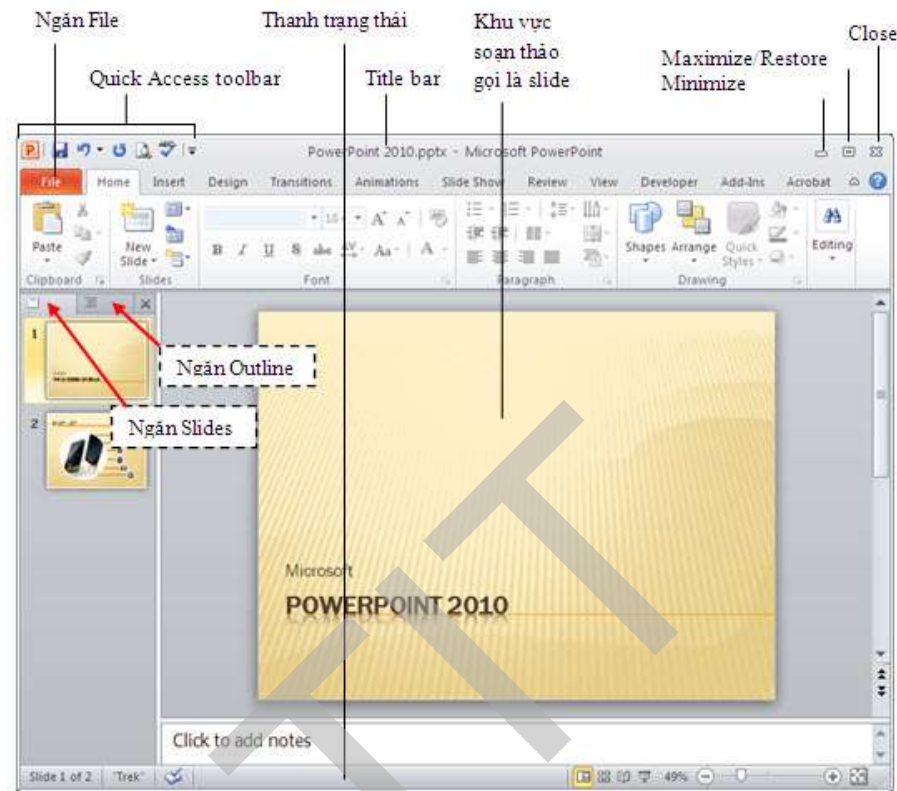 Ngăn File
Thanh trạng thái
Khu vực
soạn thảo
gọi là slide
Close
Maximize/Restore
Minimize
Quick Access toolbar
Title bar
PowerPoint 2010.pptx - Microsoft PowerPoint
File Home Insert Design Transitions Animations Slide Show Review View Developer Add-Ins Acrobat
Paste
New
Slide
Shapes Arrange Quick
Styles
Editing
Clipboard Slides Font Paragraph Drawing
1
Ngăn Outline
2
Ngăn Slides
Microsoft
POWERPOINT 2010
Click to add notes
Slide 1 of 2 "Trek" 49%